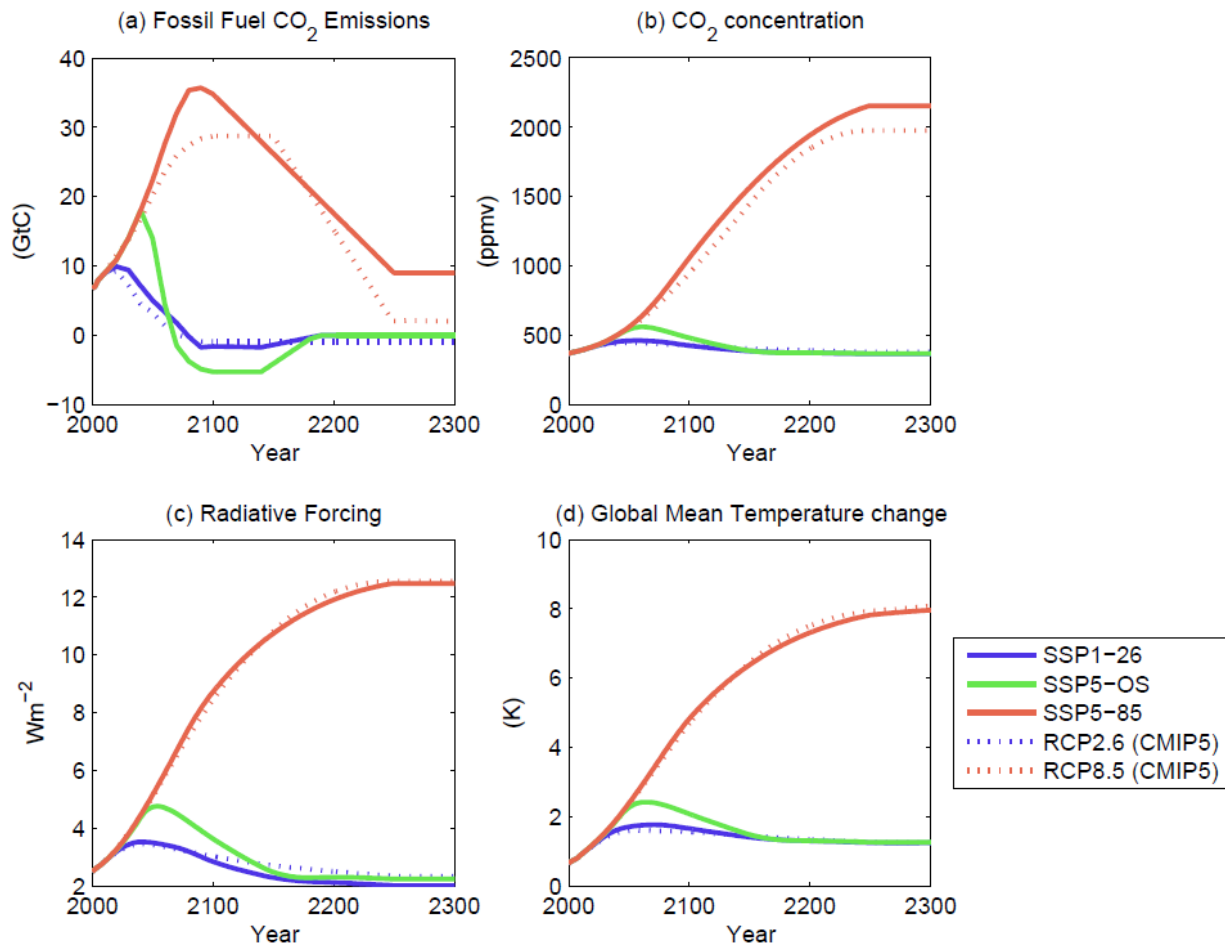 (a) Fossil Fuel CO₂ Emissions
40
30
20
10
0
−10
(GtC)
2000 2100 2200 2300
Year
(b) CO₂ concentration
2500
2000
1500
1000
500
0
(ppmv)
2000 2100 2200 2300
Year
(c) Radiative Forcing
14
12
10
8
6
4
2
Wm⁻²
2000 2100 2200 2300
Year
(d) Global Mean Temperature change
10
8
6
4
2
0
(K)
2000 2100 2200 2300
Year
SSP1−26
SSP5−OS
SSP5−85
RCP2.6 (CMIP5)
RCP8.5 (CMIP5)